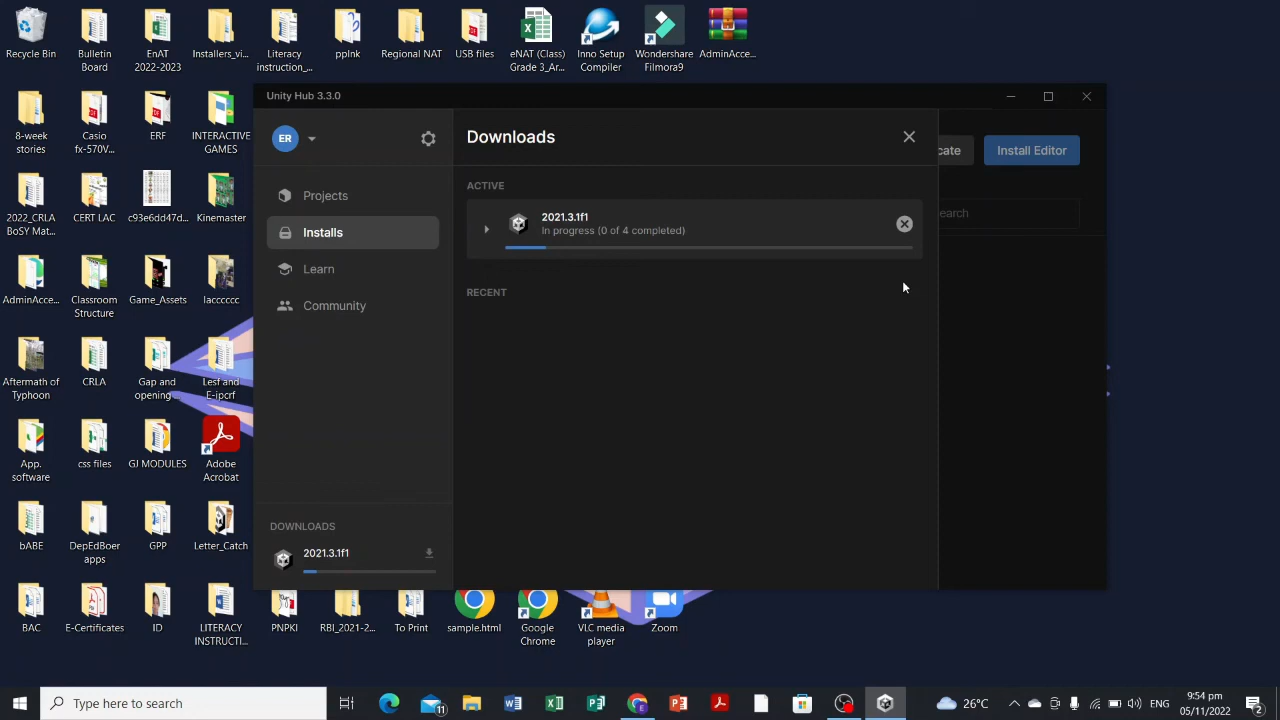 Recycle Bin
Bulletin
Board
EnAT
2022-2023
Installers_vi...
Literacy
instruction_...
ppInk
Regional NAT
USB files
eNAT (Class)
Grade 3_Ar...
Inno Setup
Compiler
Wondershare
Filmora9
AdminAcce...
Unity Hub 3.3.0
ER
Downloads
cate
Install Editor
8-week
stories
Casio
fx-570V...
ERF
INTERACTIVE
GAMES
ACTIVE
Projects
2021.3.1f1
In progress (0 of 4 completed)
earch
2022_CRLA
BoSY Mat...
CERT LAC
c93e6dd47d...
Kinemaster
Installs
Learn
Community
RECENT
AdminAcce...
Classroom
Structure
Game_Assets
lacccccc
Aftermath of
Typhoon
CRLA
Gap and
opening ...
Lesf and
E-ipcrf
App.
software
css files
GJ MODULES
Adobe
Acrobat
bABE
DepEdBoer
apps
GPP
Letter_Catch
DOWNLOADS
2021.3.1f1
BAC
E-Certificates
ID
LITERACY
INSTRUCTI...
PNPKI
RBI_2021-2...
To Print
sample.html
Google
Chrome
VLC media
player
Zoom
Type here to search
11
26°C
ENG
9:54 pm
05/11/2022
2